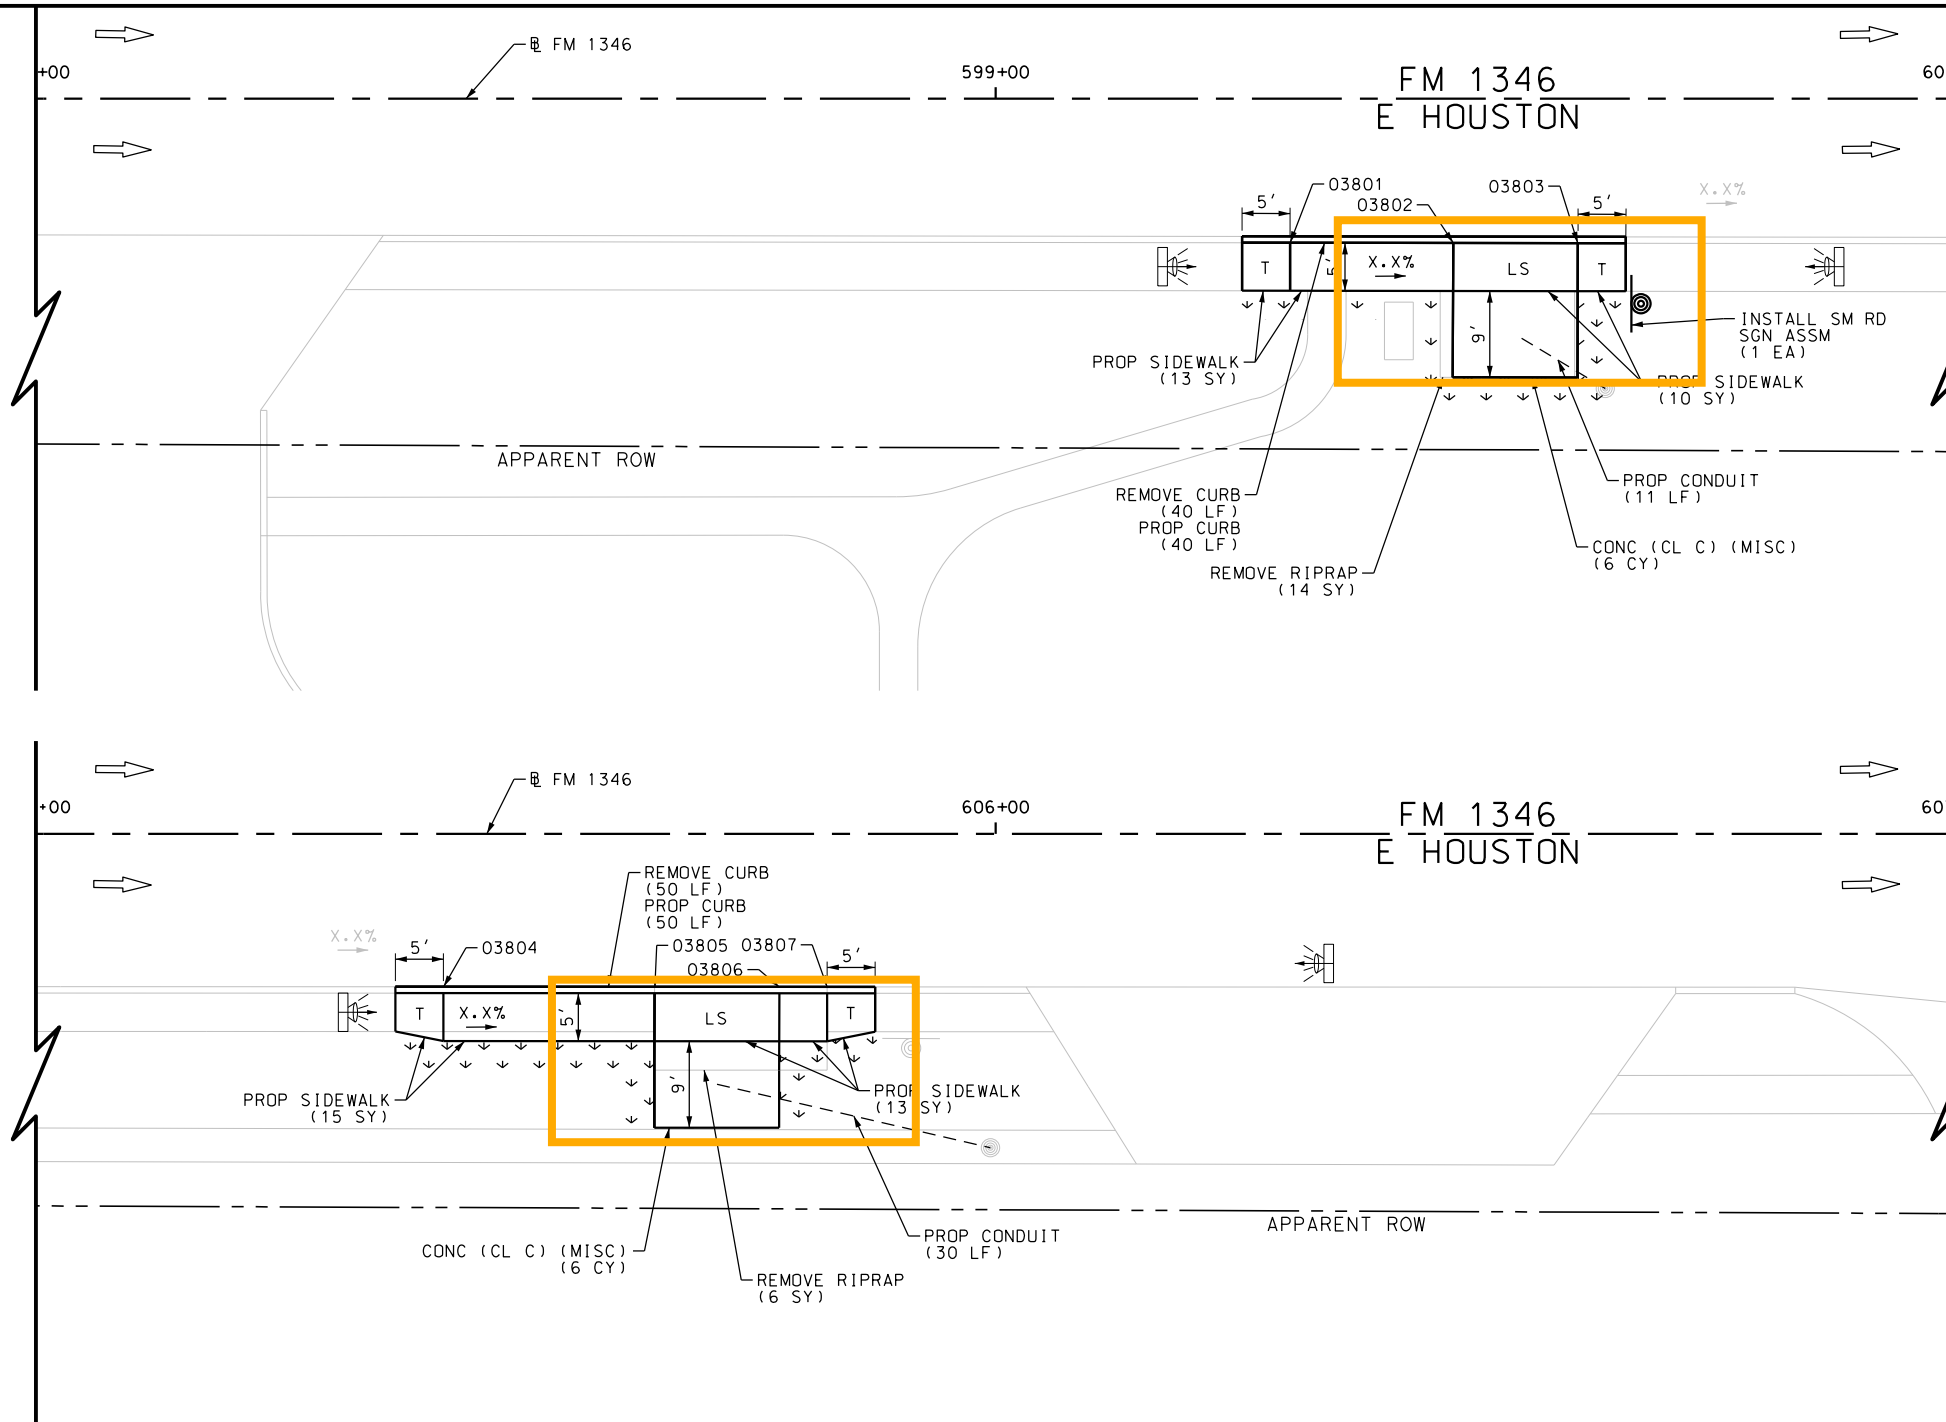 ℄ FM 1346
+00
599+00
60
FM 1346
E HOUSTON
03801
03802
03803
X.X%
5'
5'
T
5'
X.X%
LS
T
9'
INSTALL SM RD
SGN ASSM
(1 EA)
PROP SIDEWALK
(13 SY)
PROP SIDEWALK
(10 SY)
APPARENT ROW
PROP CONDUIT
(11 LF)
REMOVE CURB
(40 LF)
PROP CURB
(40 LF)
CONC (CL C) (MISC)
(6 CY)
REMOVE RIPRAP
(14 SY)
℄ FM 1346
+00
606+00
60
FM 1346
E HOUSTON
REMOVE CURB
(50 LF)
PROP CURB
(50 LF)
X.X%
5'
03804
03805 03807
03806
5'
T
X.X%
5'
LS
T
9'
PROP SIDEWALK
(15 SY)
PROP SIDEWALK
(13 SY)
APPARENT ROW
PROP CONDUIT
(30 LF)
CONC (CL C) (MISC)
(6 CY)
REMOVE RIPRAP
(6 SY)